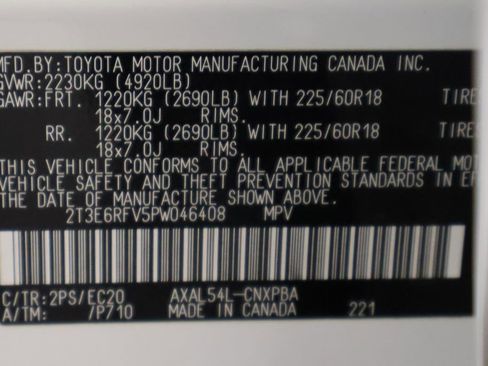 MFD. BY: TOYOTA MOTOR MANUFACTURING CANADA INC.
GVWR: 2230KG (4920LB)
GAWR: FRT. 1220KG (2690LB) WITH 225/60R18 TIRE
18x7.0J RIMS.
RR. 1220KG (2690LB) WITH 225/60R18 TIRE
18x7.0J RIMS.
THIS VEHICLE CONFORMS TO ALL APPLICABLE FEDERAL MOT
VEHICLE SAFETY AND THEFT PREVENTION STANDARDS IN EF
THE DATE OF MANUFACTURE SHOWN ABOVE.
2T3E6RFV5PW046408 MPV
C/TR: 2PS/EC20 AXAL54L-CNXPBA
A/TM: /P710 MADE IN CANADA 221